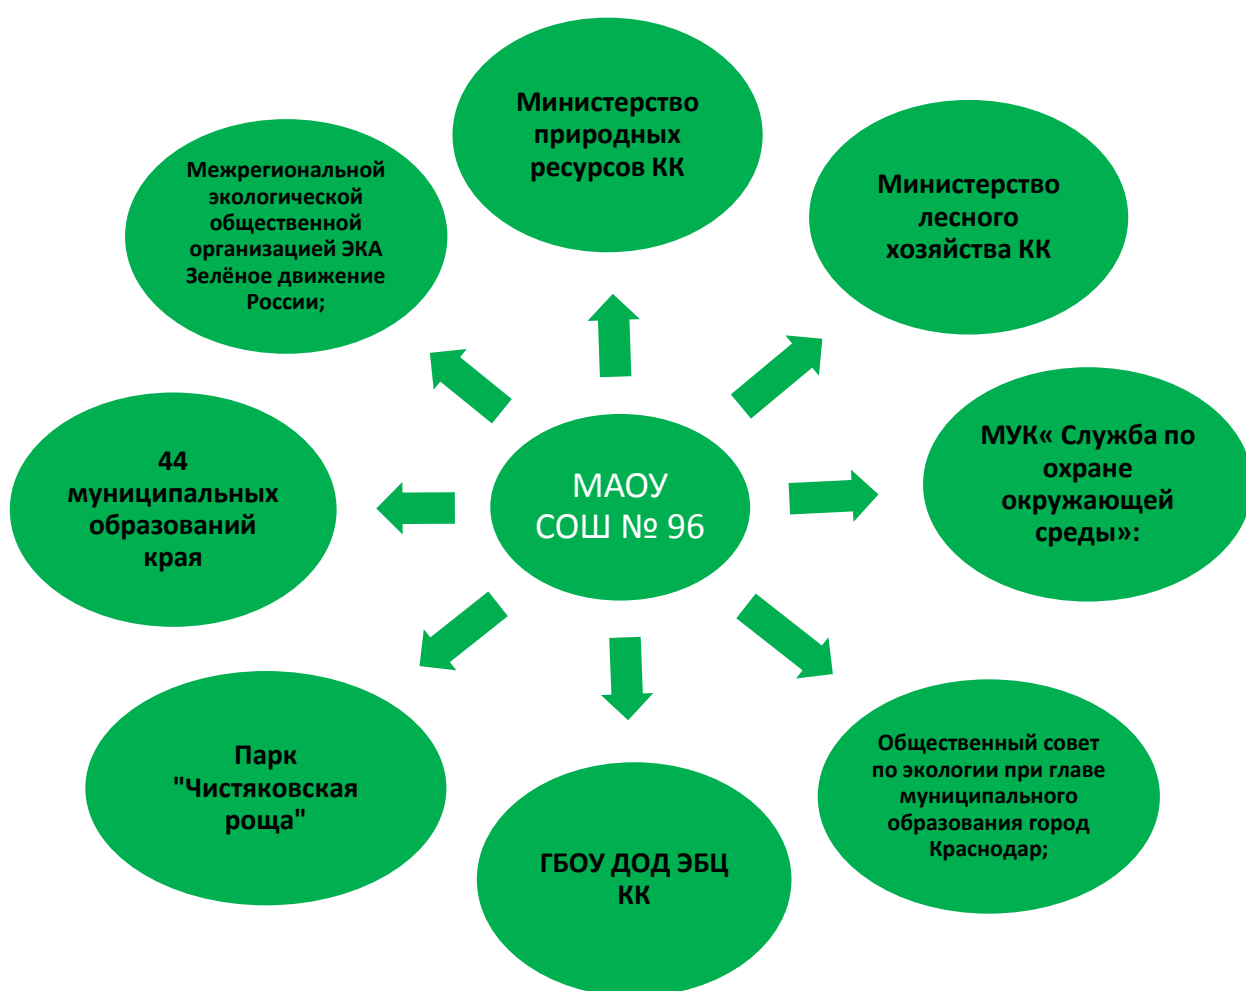 Министерство
природных
ресурсов КК
Министерство
лесного
хозяйства КК
МУК« Служба по
охране
окружающей
среды»:
Общественный совет
по экологии при главе
муниципального
образования город
Краснодар;
ГБОУ ДОД ЭБЦ
КК
Парк
"Чистяковская
роща"
44
муниципальных
образований
края
Межрегиональной
экологической
общественной
организацией ЭКА
Зелёное движение
России;
МАОУ
СОШ № 96